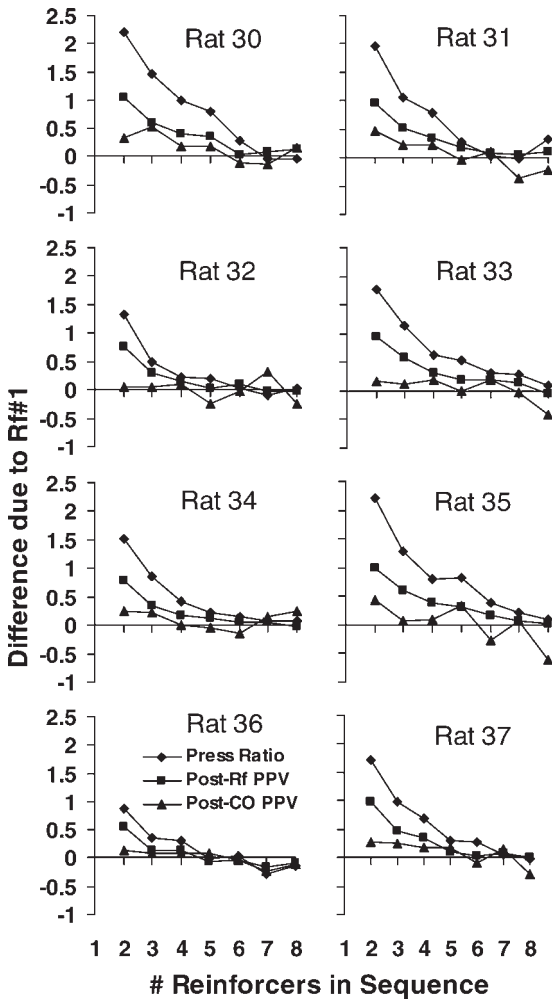 Difference due to Rf#1
Rat 30
2.5
2
1.5
1
0.5
0
-0.5
-1
Rat 31
Rat 32
2.5
2
1.5
1
0.5
0
-0.5
-1
Rat 33
Rat 34
2.5
2
1.5
1
0.5
0
-0.5
-1
Rat 35
Rat 36
2.5
2
1.5
1
0.5
0
-0.5
-1
Press Ratio
Post-Rf PPV
Post-CO PPV
Rat 37
1 2 3 4 5 6 7 8
1 2 3 4 5 6 7 8
# Reinforcers in Sequence